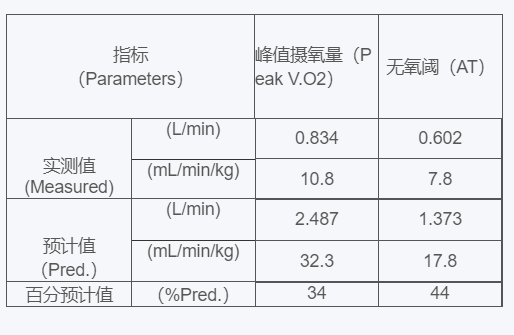 指标
（Parameters）
峰值摄氧量（P
eak V.O2）
无氧阈（AT）
实测值
(Measured)
(L/min)
0.834
0.602
(mL/min/kg)
10.8
7.8
预计值
（Pred.）
(L/min)
2.487
1.373
(mL/min/kg)
32.3
17.8
百分预计值
（%Pred.）
34
44